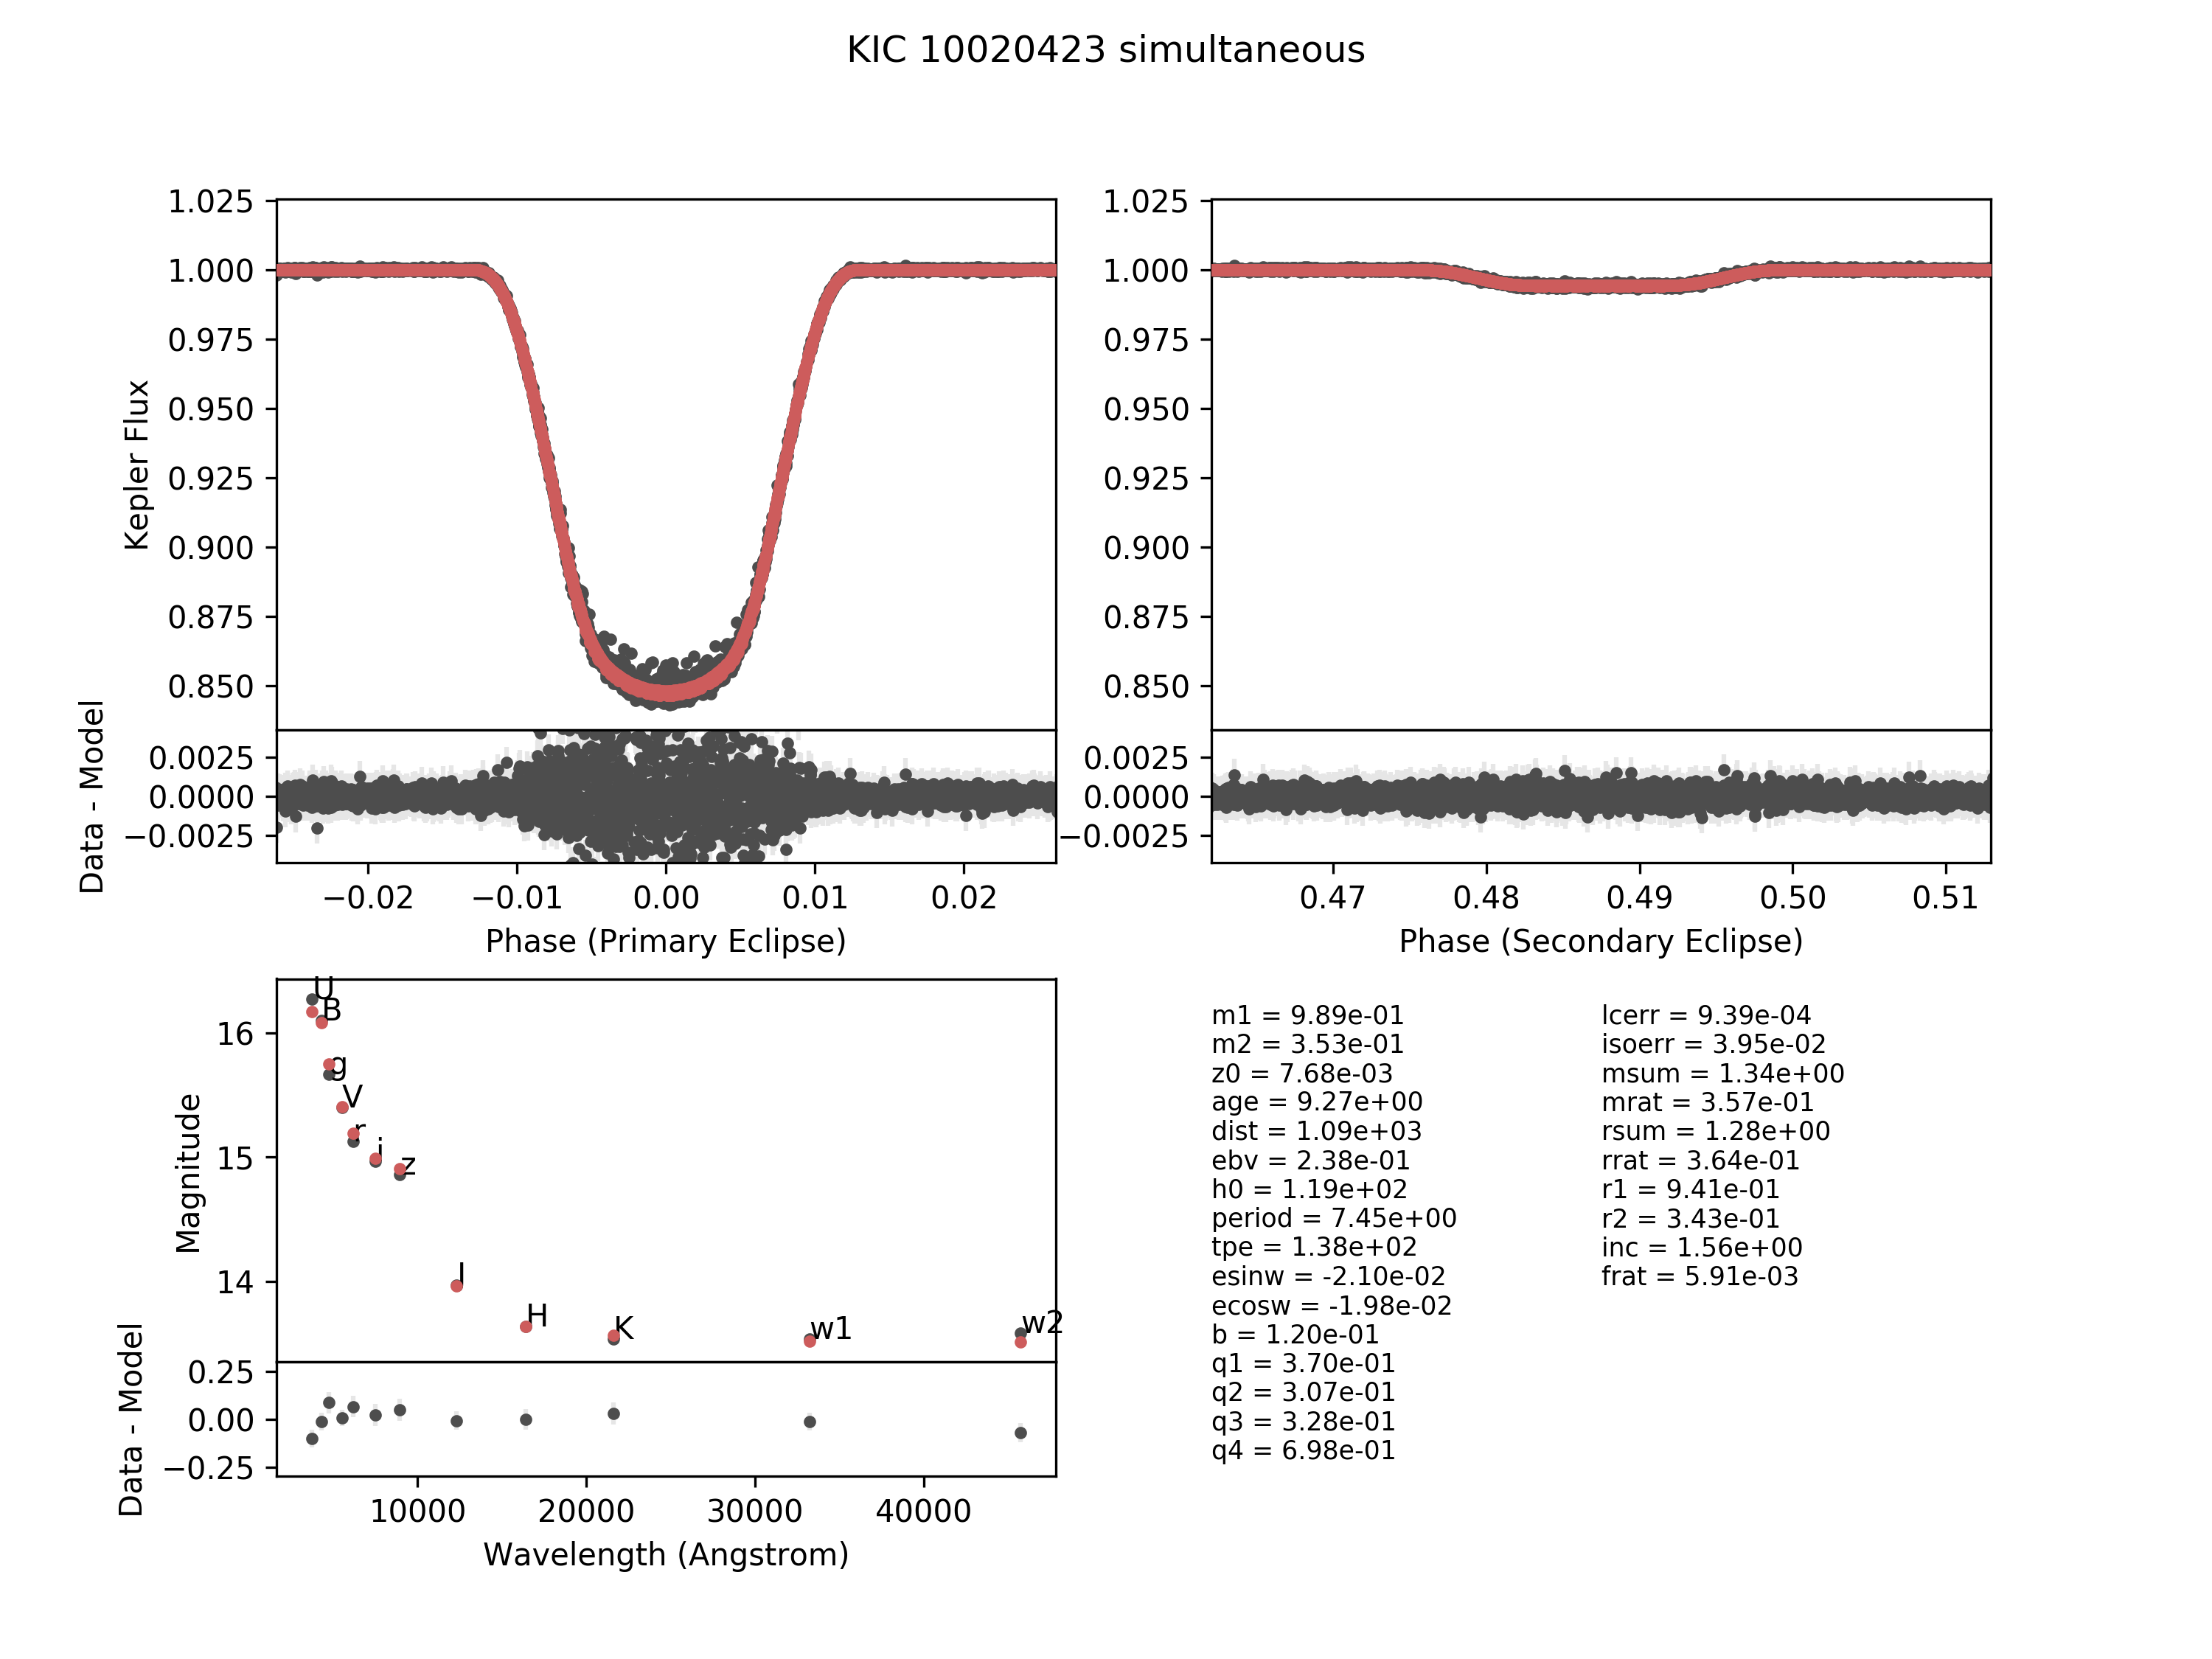 KIC 10020423 simultaneous
1.025
1.000
0.975
0.950
0.925
0.900
0.875
0.850
Kepler Flux
0.0025
0.0000
−0.0025
Data - Model
−0.02
−0.01
0.00
0.01
0.02
Phase (Primary Eclipse)
1.025
1.000
0.975
0.950
0.925
0.900
0.875
0.850
0.0025
0.0000
−0.0025
0.47
0.48
0.49
0.50
0.51
Phase (Secondary Eclipse)
U
B
g
V
r
i
z
J
H
K
w1
w2
16
15
14
Magnitude
0.25
0.00
−0.25
Data - Model
10000
20000
30000
40000
Wavelength (Angstrom)
m1 = 9.89e-01
m2 = 3.53e-01
z0 = 7.68e-03
age = 9.27e+00
dist = 1.09e+03
ebv = 2.38e-01
h0 = 1.19e+02
period = 7.45e+00
tpe = 1.38e+02
esinw = -2.10e-02
ecosw = -1.98e-02
b = 1.20e-01
q1 = 3.70e-01
q2 = 3.07e-01
q3 = 3.28e-01
q4 = 6.98e-01
lcerr = 9.39e-04
isoerr = 3.95e-02
msum = 1.34e+00
mrat = 3.57e-01
rsum = 1.28e+00
rrat = 3.64e-01
r1 = 9.41e-01
r2 = 3.43e-01
inc = 1.56e+00
frat = 5.91e-03